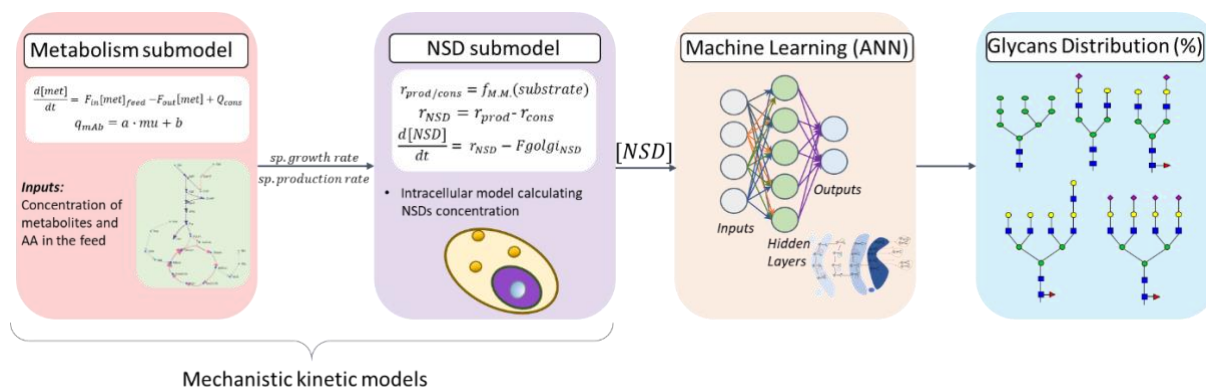 Metabolism submodel
d[met]/dt = F_in[met]_feed −F_out[met] + Q_cons
q_mAb = a · mu + b
Inputs:
Concentration of
metabolites and
AA in the feed
sp.growth rate
sp.production rate
NSD submodel
r_prod/cons = f_M.M.(substrate)
r_NSD = r_prod- r_cons
d[NSD]/dt = r_NSD − Fgolgi_NSD
• Intracellular model calculating
NSDs concentration
[NSD]
Machine Learning (ANN)
Inputs
Hidden
Layers
Outputs
Glycans Distribution (%)
Mechanistic kinetic models